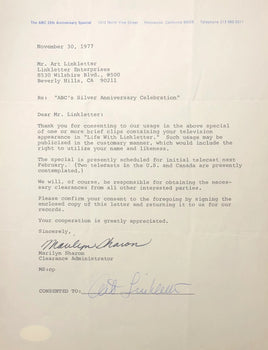 The ABC 25th Anniversary Special
Hollywood, California 90028
November 30, 1977
Mr. Art Linkletter
Linkletter Enterprises
8530 Wilshire Blvd., #500
Beverly Hills, CA 90211
Re: "ABC's Silver Anniversary Celebration"
Dear Mr. Linkletter:
Thank you for consenting to our usage in the above special
of one or more brief clips containing your television
appearance in "Life With Linkletter." Such usage may
be publicized in the customary manner, which would include the
right to utilize your name and likeness.
The special is presently scheduled for initial telecast next
February. (Two telecasts in the U.S. and Canada are presently
contemplated.)
We will, of course, be responsible for obtaining the neces-
sary clearances from all other interested parties.
Please confirm your consent to the foregoing by signing the
enclosed copy of this letter and returning it to us for our
records.
Your cooperation is greatly appreciated.
Sincerely,
Marilyn Sharon
Marilyn Sharon
Clearance Administrator
MS:rp
CONSENTED TO: Art Linkletter